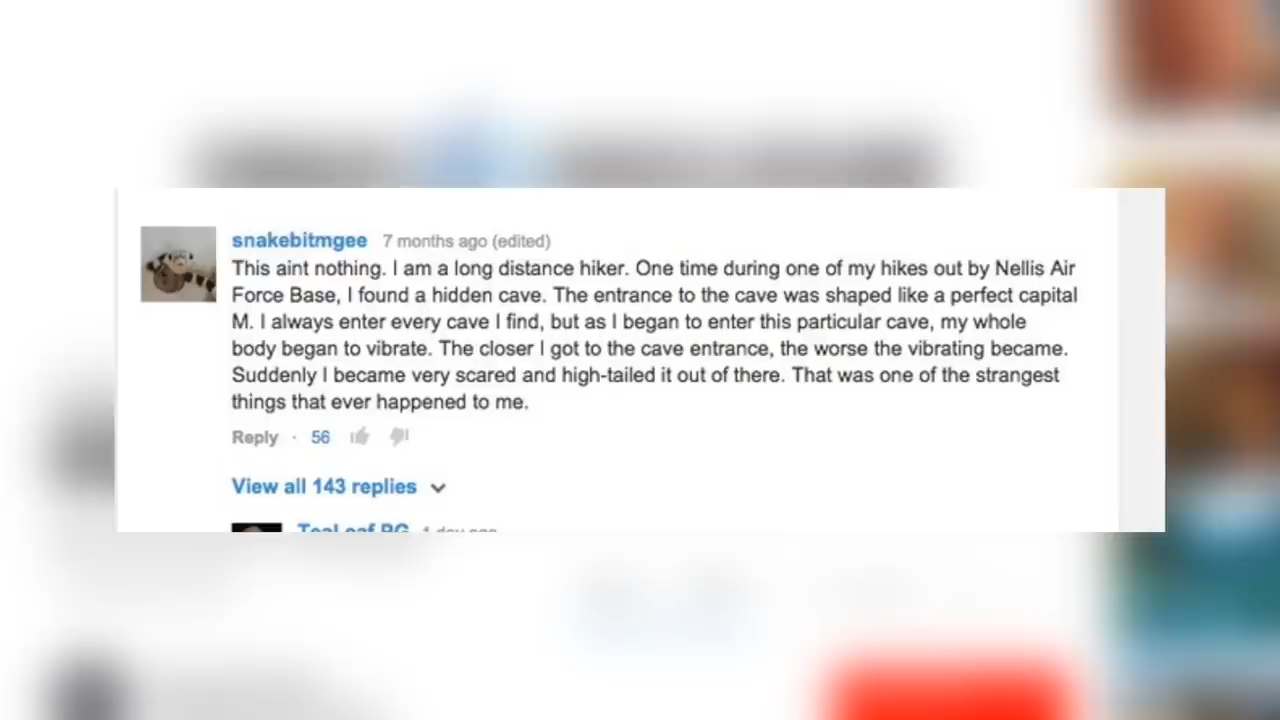 snakebitmgee 7 months ago (edited)
This aint nothing. I am a long distance hiker. One time during one of my hikes out by Nellis Air
Force Base, I found a hidden cave. The entrance to the cave was shaped like a perfect capital
M. I always enter every cave I find, but as I began to enter this particular cave, my whole
body began to vibrate. The closer I got to the cave entrance, the worse the vibrating became.
Suddenly I became very scared and high-tailed it out of there. That was one of the strangest
things that ever happened to me.
Reply · 56
View all 143 replies
TeaLeaf PG 1 day ago